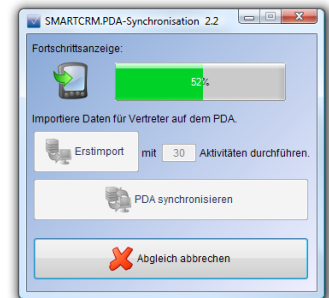 SMARTCRM.PDA-Synchronisation 2.2
Fortschrittsanzeige:
52%
Importiere Daten für Vertreter auf dem PDA.
Erstimport mit 30 Aktivitäten durchführen.
PDA synchronisieren
Abgleich abbrechen